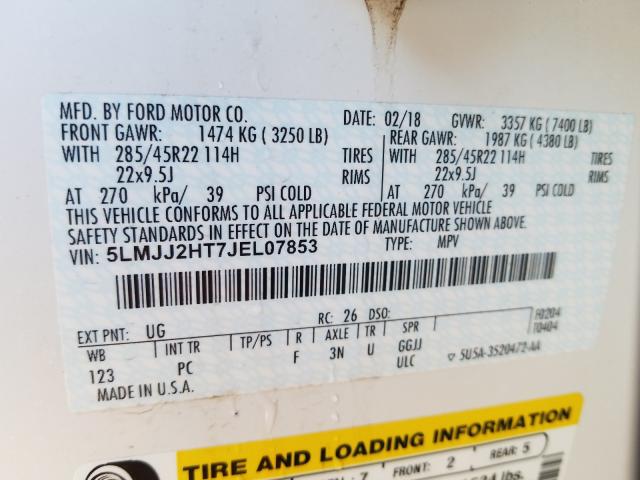 MFD. BY FORD MOTOR CO. DATE: 02/18 GVWR: 3357 KG ( 7400 LB)
FRONT GAWR: 1474 KG ( 3250 LB) REAR GAWR: 1987 KG ( 4380 LB)
WITH 285/45R22 114H TIRES 285/45R22 114H TIRES
22x9.5J RIMS 22x9.5J RIMS
AT 270 kPa/ 39 PSI COLD AT 270 kPa/ 39 PSI COLD
THIS VEHICLE CONFORMS TO ALL APPLICABLE FEDERAL MOTOR VEHICLE
SAFETY STANDARDS IN EFFECT ON THE DATE OF MANUFACTURE SHOWN ABOVE.
VIN: 5LMJJ2HT7JEL07853 TYPE: MPV
EXT PNT: UG RC: 26 DSO: F0204
T0404
WB INT TR TP/PS R AXLE TR SPR
123 PC F 3N U GGJJ
ULC
MADE IN U.S.A.
TIRE AND LOADING INFORMATION
7 FRONT: 2 REAR: 5
lbs.